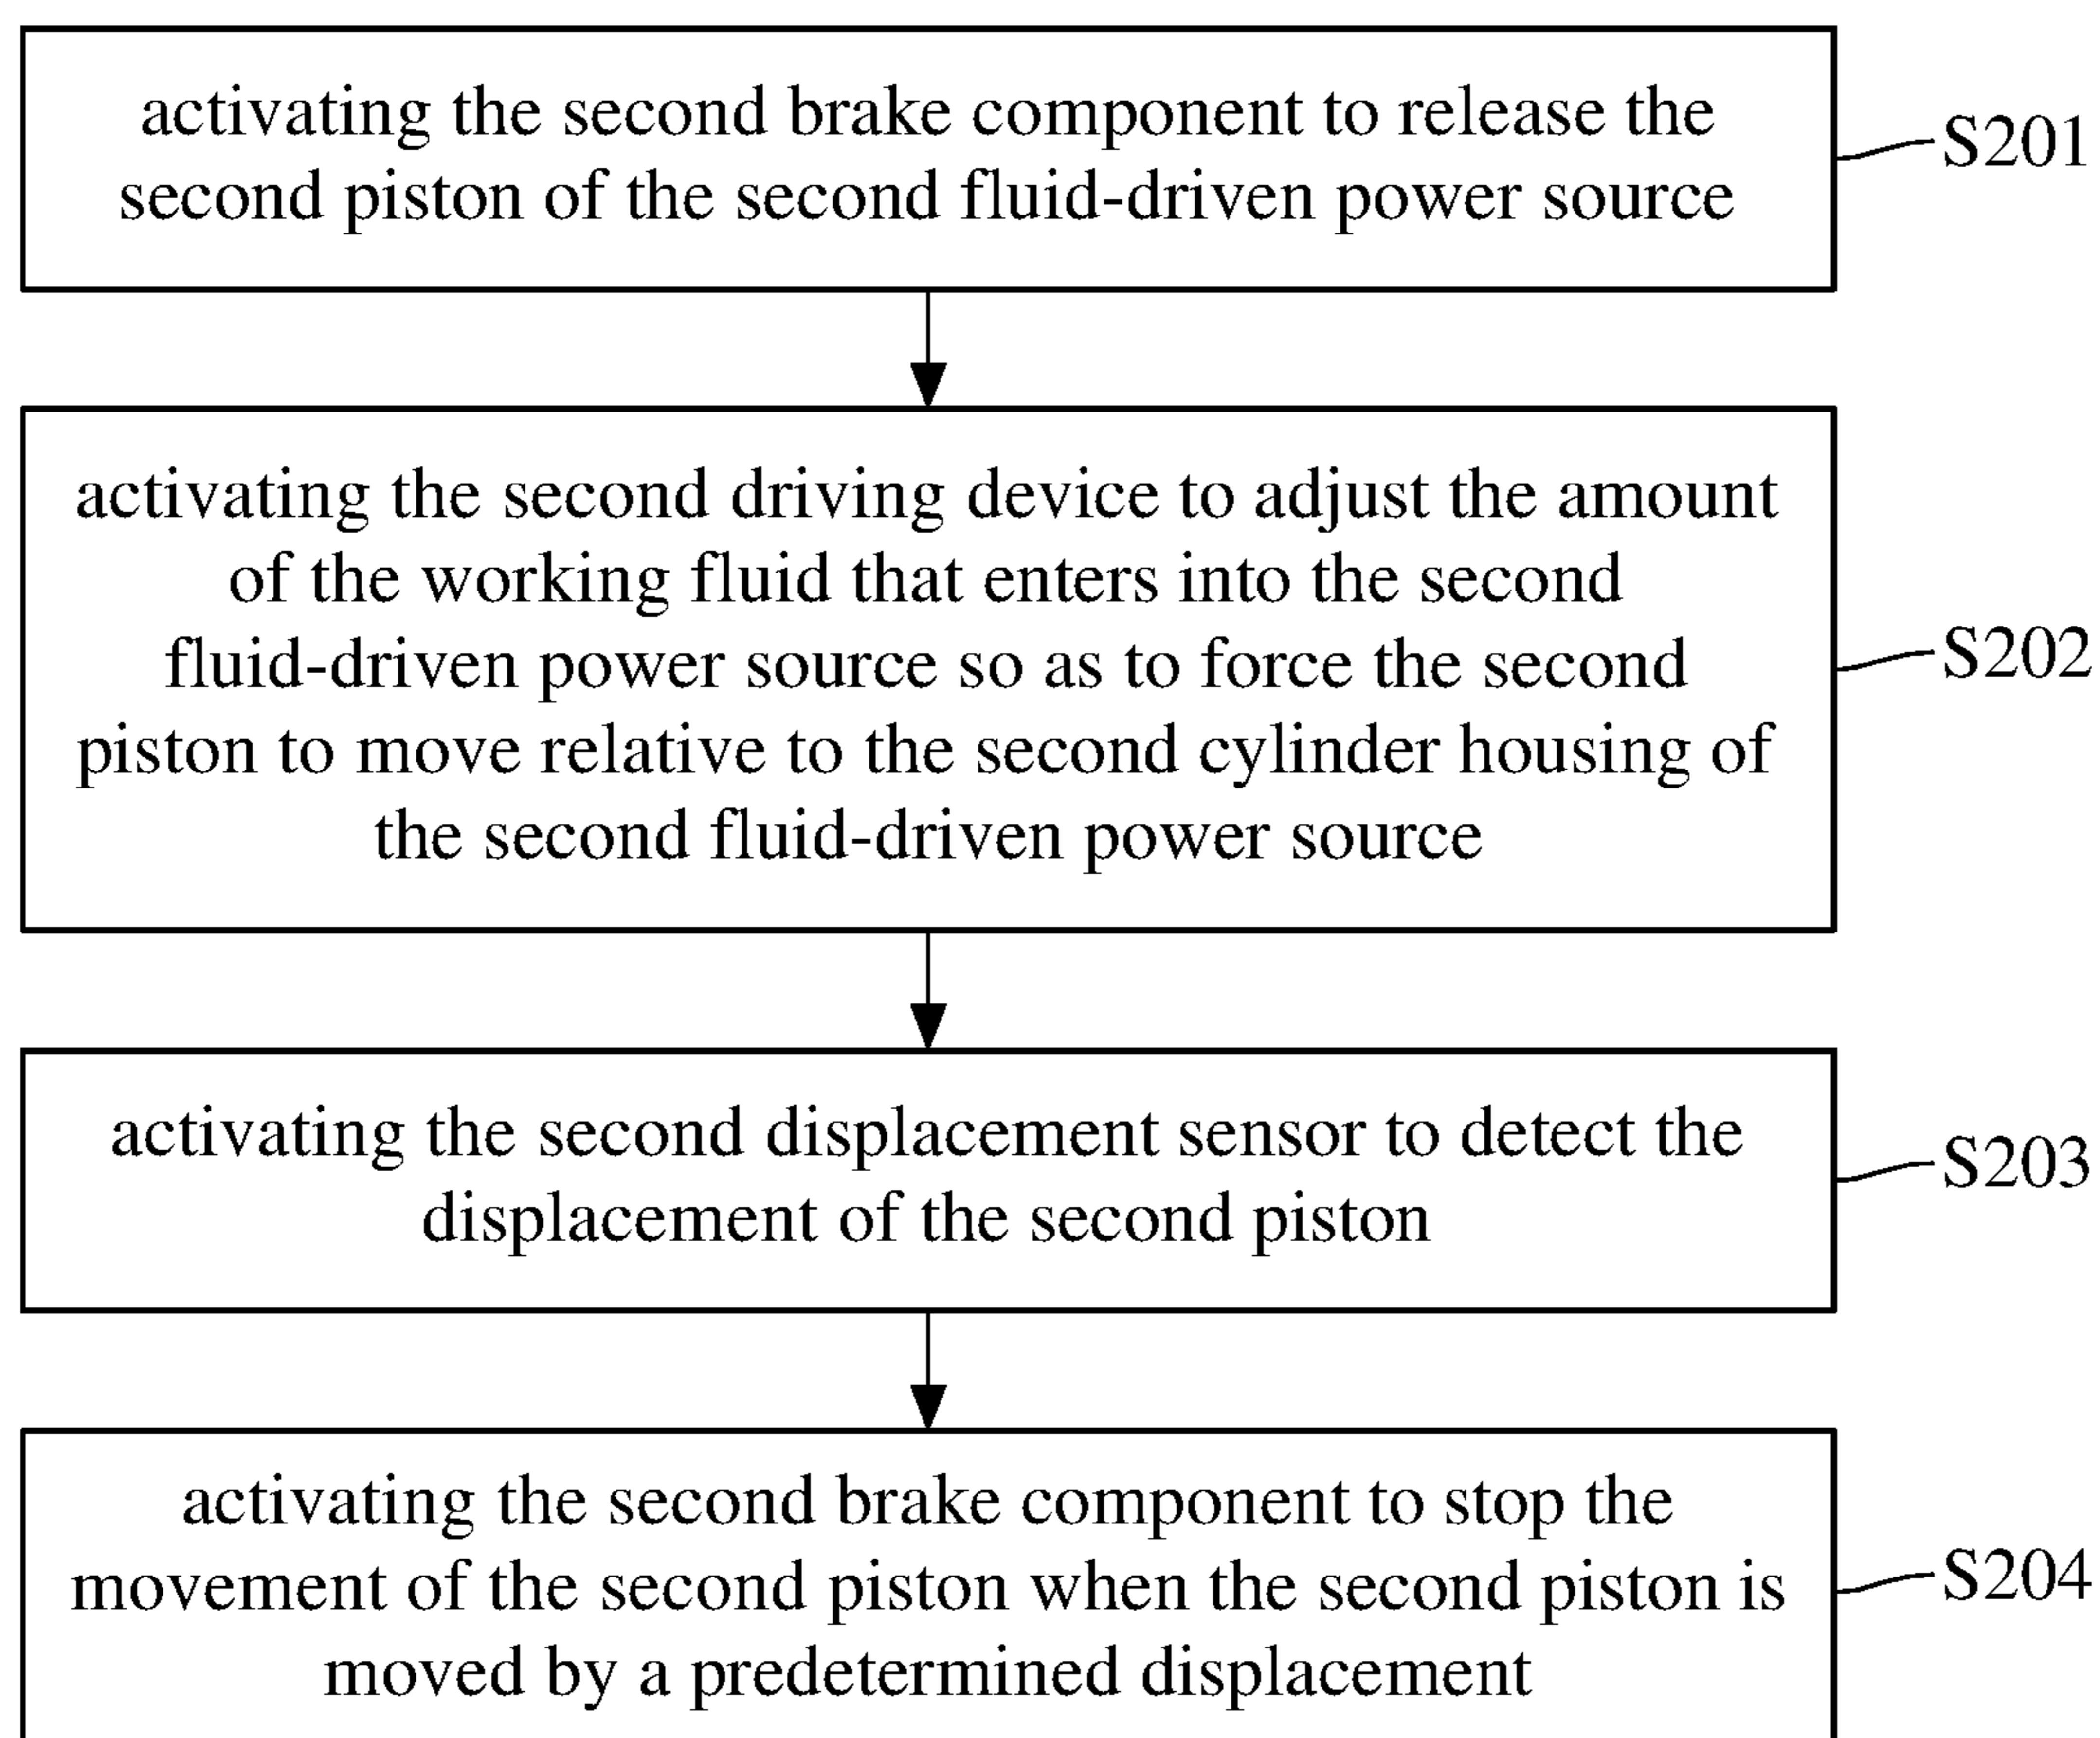 activating the second brake component to release the
second piston of the second fluid-driven power source
S201
activating the second driving device to adjust the amount
of the working fluid that enters into the second
fluid-driven power source so as to force the second
piston to move relative to the second cylinder housing of
the second fluid-driven power source
S202
activating the second displacement sensor to detect the
displacement of the second piston
S203
activating the second brake component to stop the
movement of the second piston when the second piston is
moved by a predetermined displacement
S204